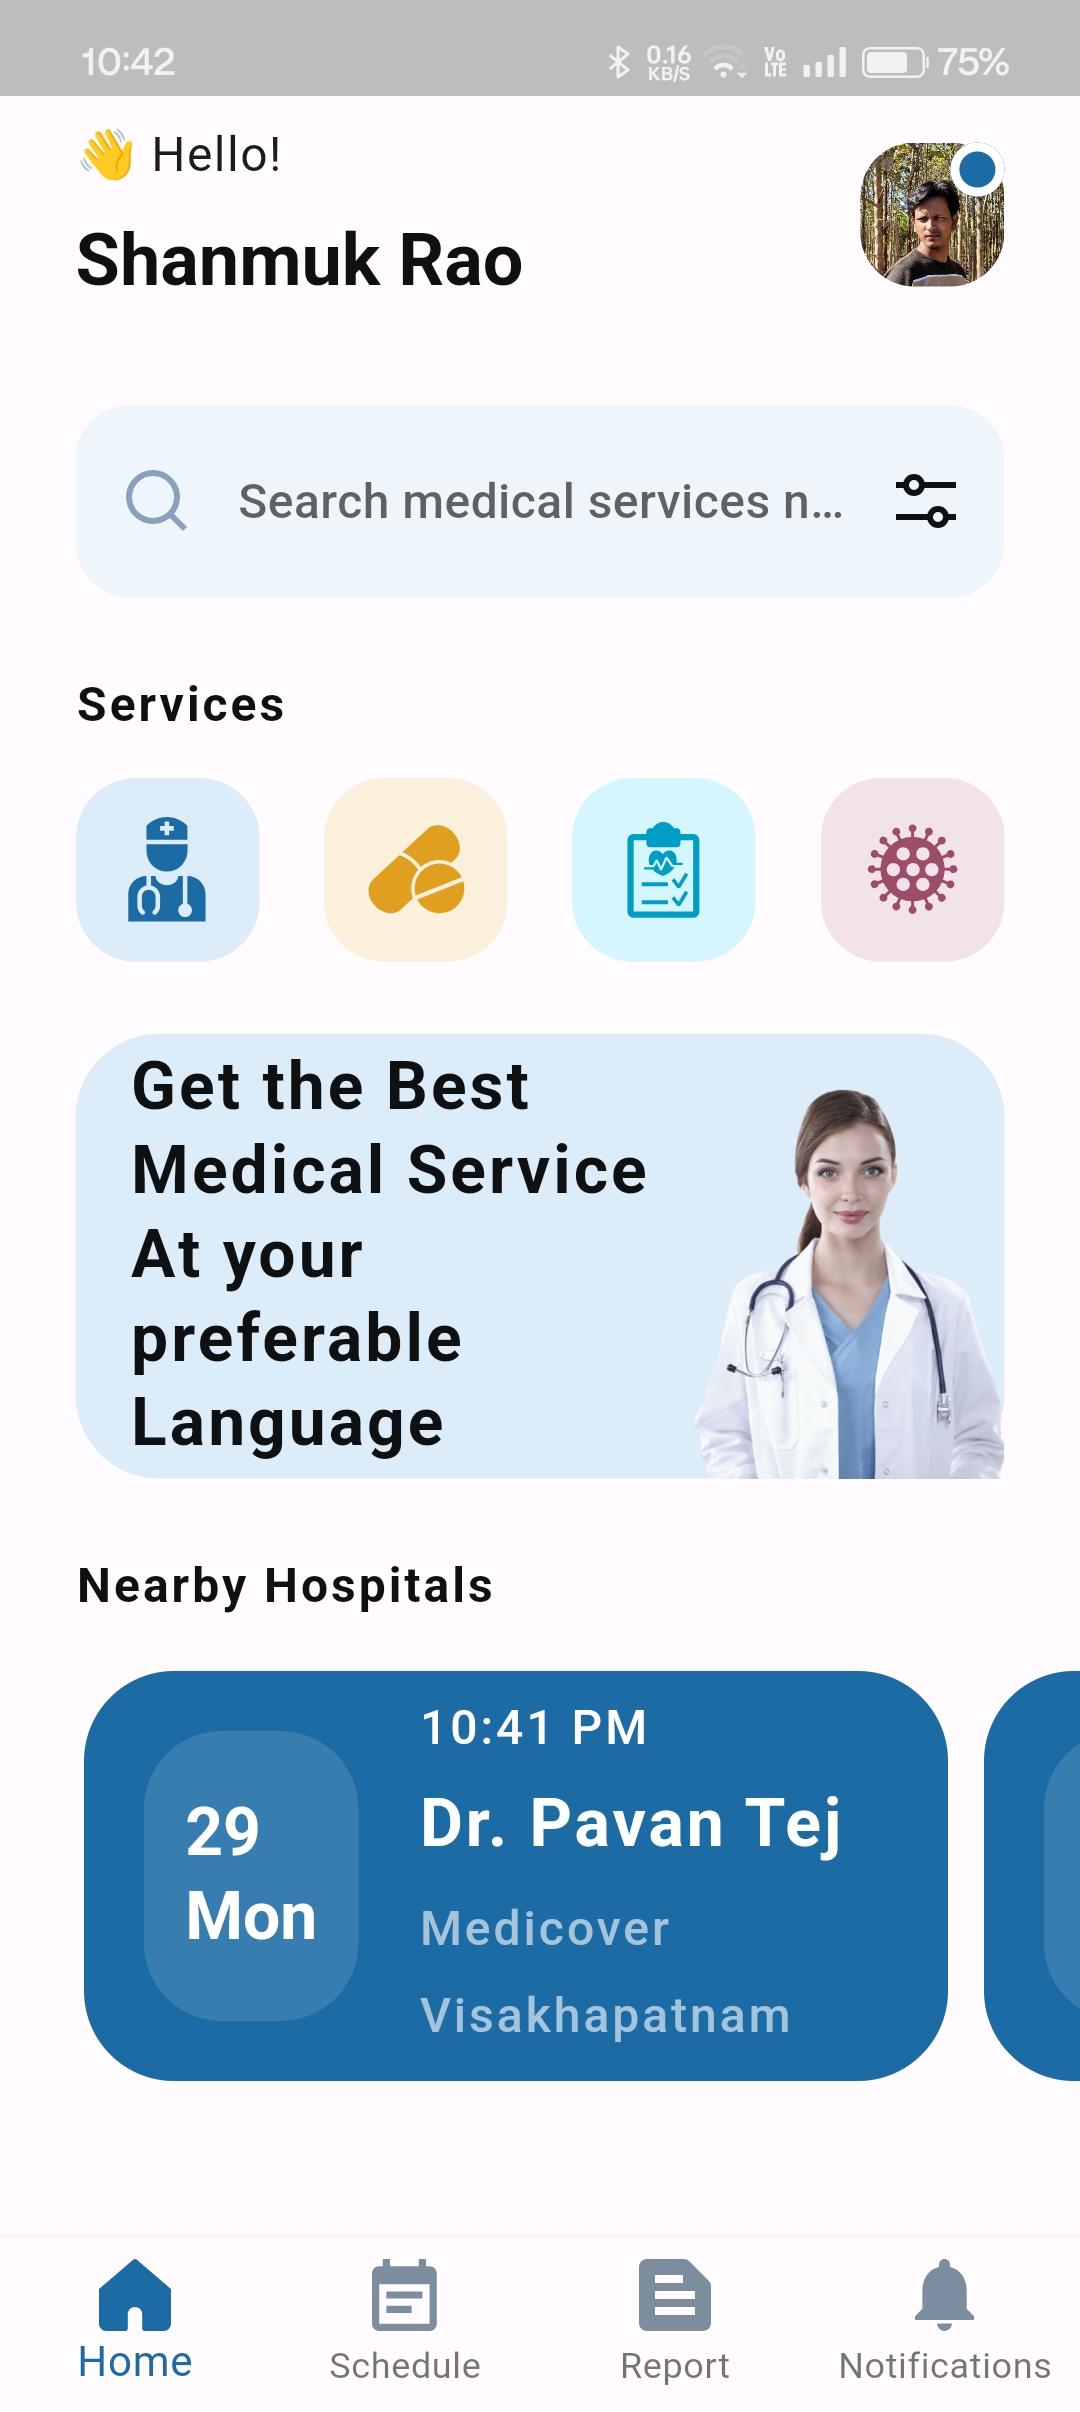 10:42
0.16
KB/S
Vo
LTE
75%
👋 Hello!
Shanmuk Rao
Search medical services n...
Services
Get the Best
Medical Service
At your
preferable
Language
Nearby Hospitals
10:41 PM
29
Mon
Dr. Pavan Tej
Medicover
Visakhapatnam
Home
Schedule
Report
Notifications